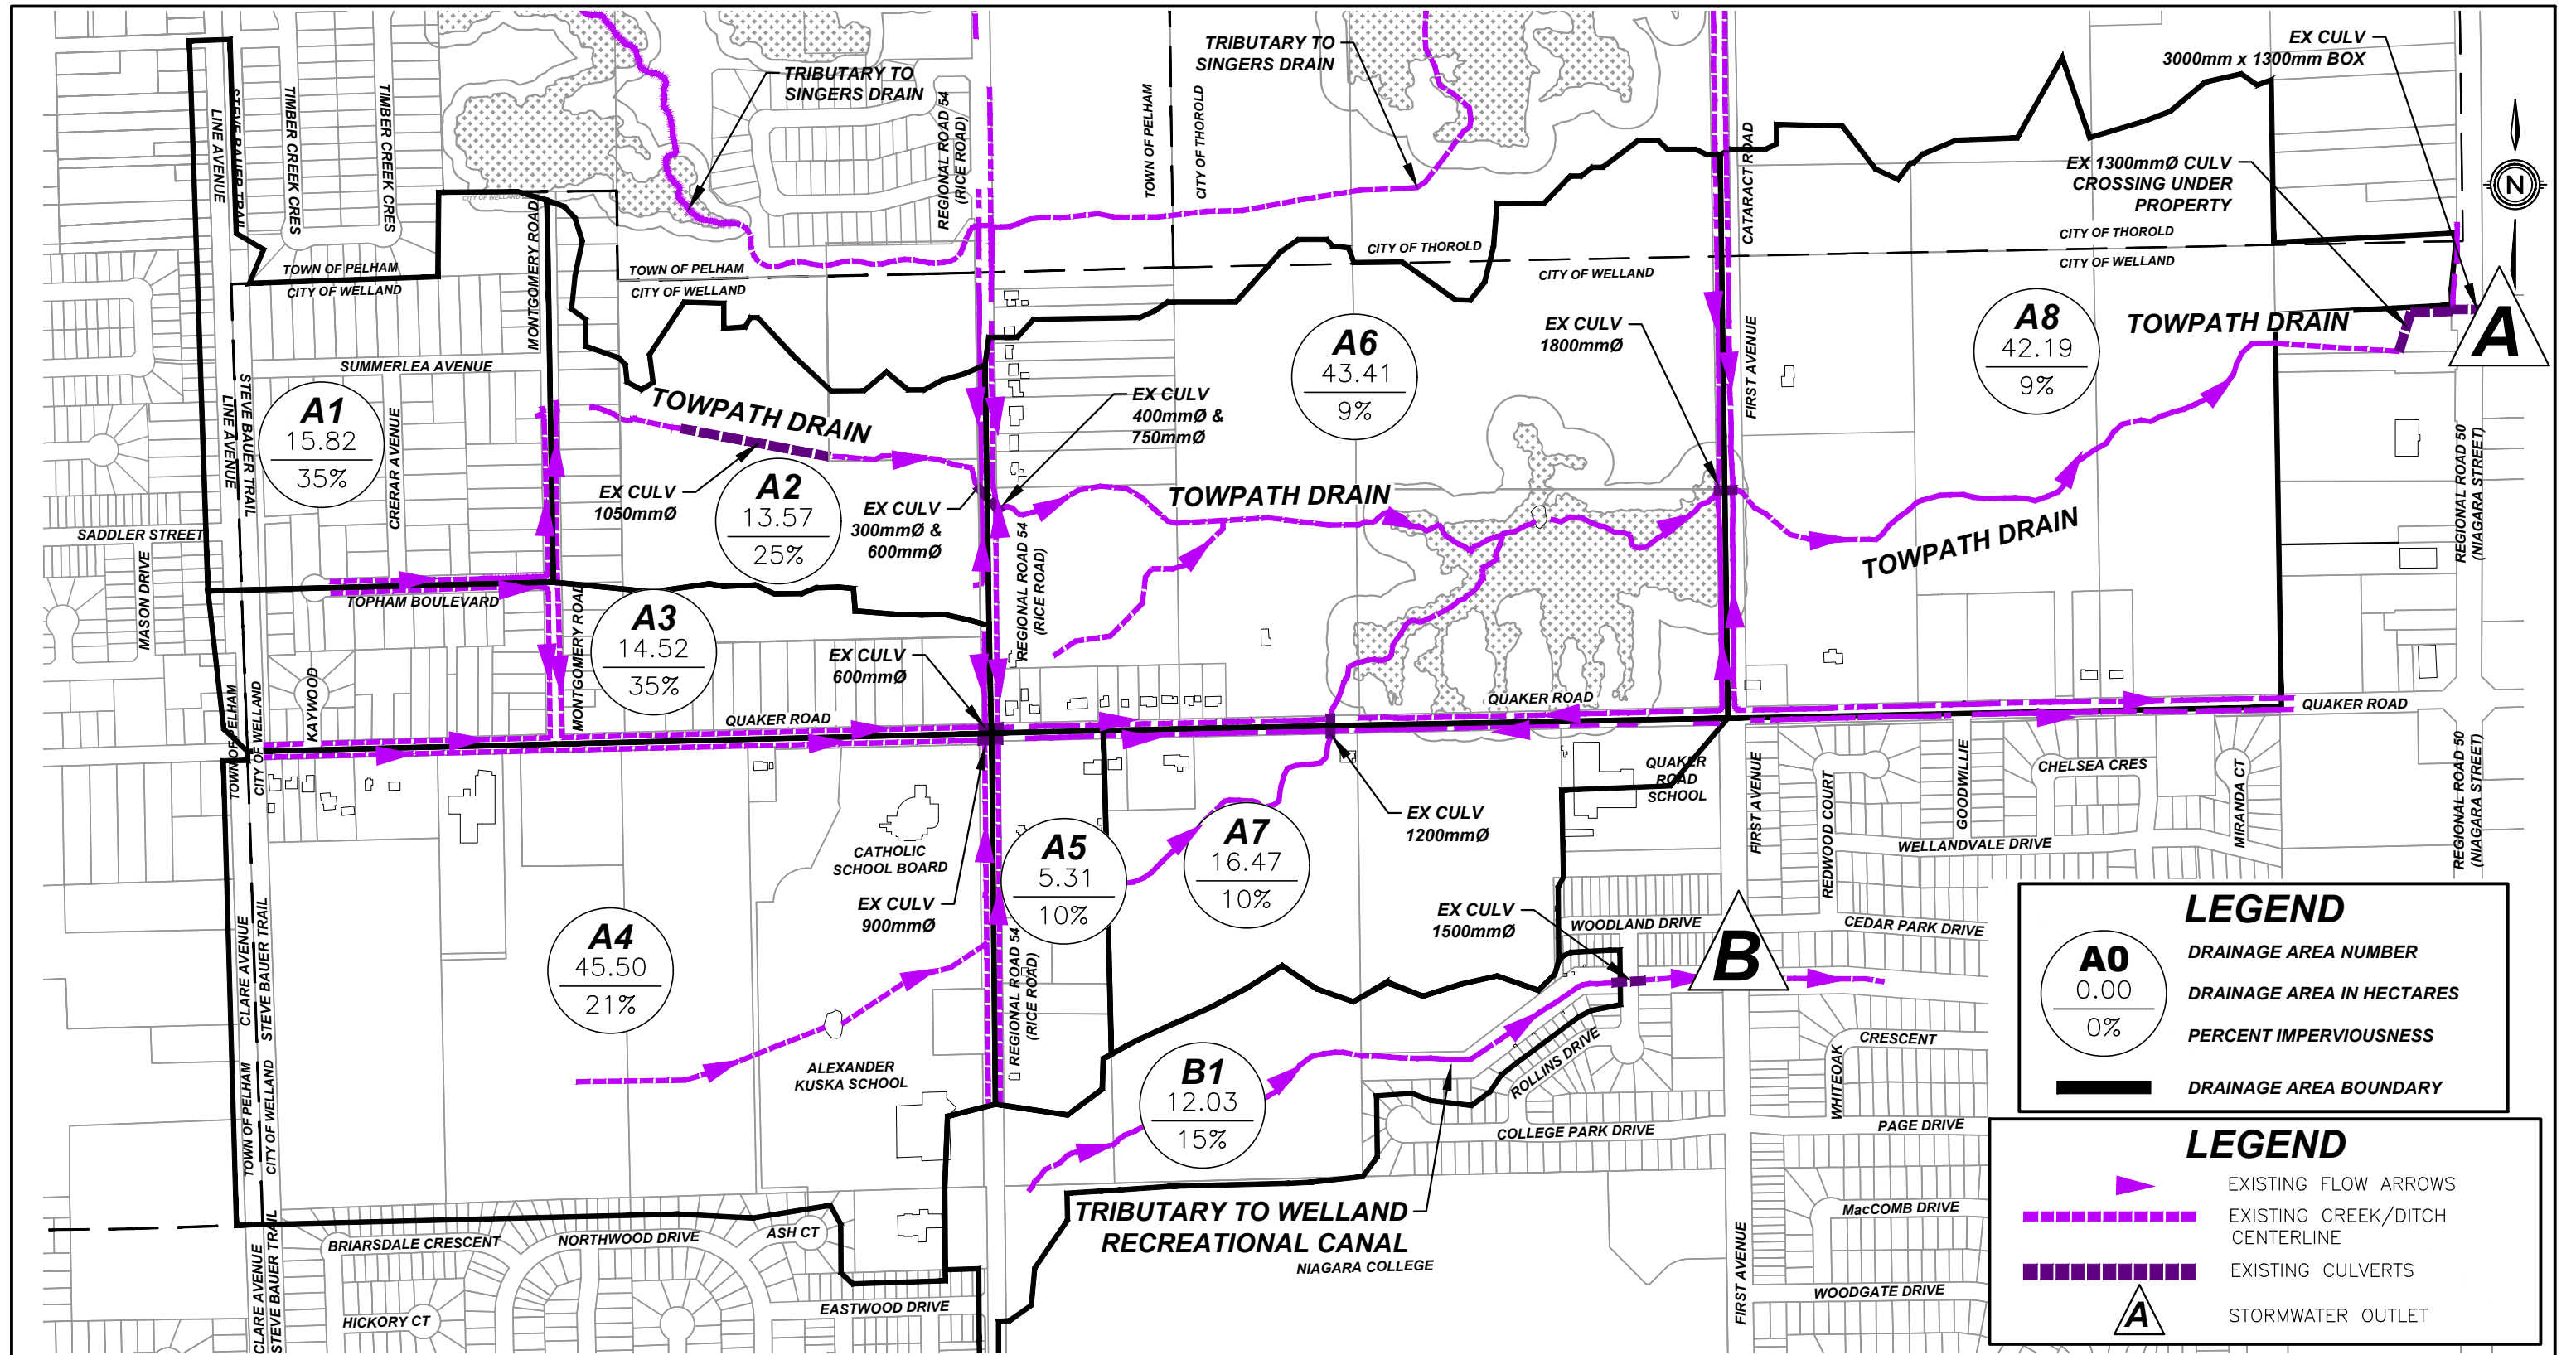 TRIBUTARY TO
SINGERS DRAIN
TRIBUTARY TO
SINGERS DRAIN
EX CULV
3000mm x 1300mm BOX
EX 1300mmØ CULV
CROSSING UNDER
PROPERTY
N
LINE AVENUE
STEVE BAUER TRAIL
TIMBER CREEK CRES
TIMBER CREEK CRES
REGIONAL ROAD 54
(RICE ROAD)
TOWN OF PELHAM
CITY OF THOROLD
CATARACT ROAD
MONTGOMERY ROAD
TOWN OF PELHAM
CITY OF WELLAND
TOWN OF PELHAM
CITY OF WELLAND
CITY OF THOROLD
CITY OF WELLAND
CITY OF THOROLD
CITY OF WELLAND
SUMMERLEA AVENUE
A1
15.82
35%
STEVE BAUER TRAIL
LINE AVENUE
CRERAR AVENUE
TOWPATH DRAIN
EX CULV
1050mmØ
A2
13.57
25%
EX CULV
300mmØ &
600mmØ
EX CULV
400mmØ &
750mmØ
A6
43.41
9%
TOWPATH DRAIN
EX CULV
1800mmØ
FIRST AVENUE
A8
42.19
9%
TOWPATH DRAIN
A
TOWPATH DRAIN
REGIONAL ROAD 50
(NIAGARA STREET)
SADDLER STREET
MASON DRIVE
TOPHAM BOULEVARD
MONTGOMERY ROAD
A3
14.52
35%
REGIONAL ROAD 54
(RICE ROAD)
EX CULV
600mmØ
KAYWOOD
TOWN OF PELHAM
CITY OF WELLAND
QUAKER ROAD
QUAKER ROAD
QUAKER ROAD
CATHOLIC
SCHOOL BOARD
EX CULV
900mmØ
A5
5.31
10%
A7
16.47
10%
EX CULV
1200mmØ
QUAKER
ROAD
SCHOOL
FIRST AVENUE
REDWOOD COURT
GOODWILLIE
CHELSEA CRES
MIRANDA CT
WELLANDVALE DRIVE
REGIONAL ROAD 50
(NIAGARA STREET)
A4
45.50
21%
CLARE AVENUE
STEVE BAUER TRAIL
TOWN OF PELHAM
CITY OF WELLAND
REGIONAL ROAD 54
(RICE ROAD)
EX CULV
1500mmØ
WOODLAND DRIVE
B
CEDAR PARK DRIVE
ALEXANDER
KUSKA SCHOOL
B1
12.03
15%
ROLLINS DRIVE
COLLEGE PARK DRIVE
WHITEOAK
CRESCENT
PAGE DRIVE
MacCOMB DRIVE
WOODGATE DRIVE
FIRST AVENUE
TRIBUTARY TO WELLAND
RECREATIONAL CANAL
NIAGARA COLLEGE
BRIARSDALE CRESCENT
NORTHWOOD DRIVE
ASH CT
EASTWOOD DRIVE
HICKORY CT
CLARE AVENUE
STEVE BAUER TRAIL
LEGEND
A0
0.00
0%
DRAINAGE AREA NUMBER
DRAINAGE AREA IN HECTARES
PERCENT IMPERVIOUSNESS
DRAINAGE AREA BOUNDARY
LEGEND
EXISTING FLOW ARROWS
EXISTING CREEK/DITCH
CENTERLINE
EXISTING CULVERTS
A
STORMWATER OUTLET